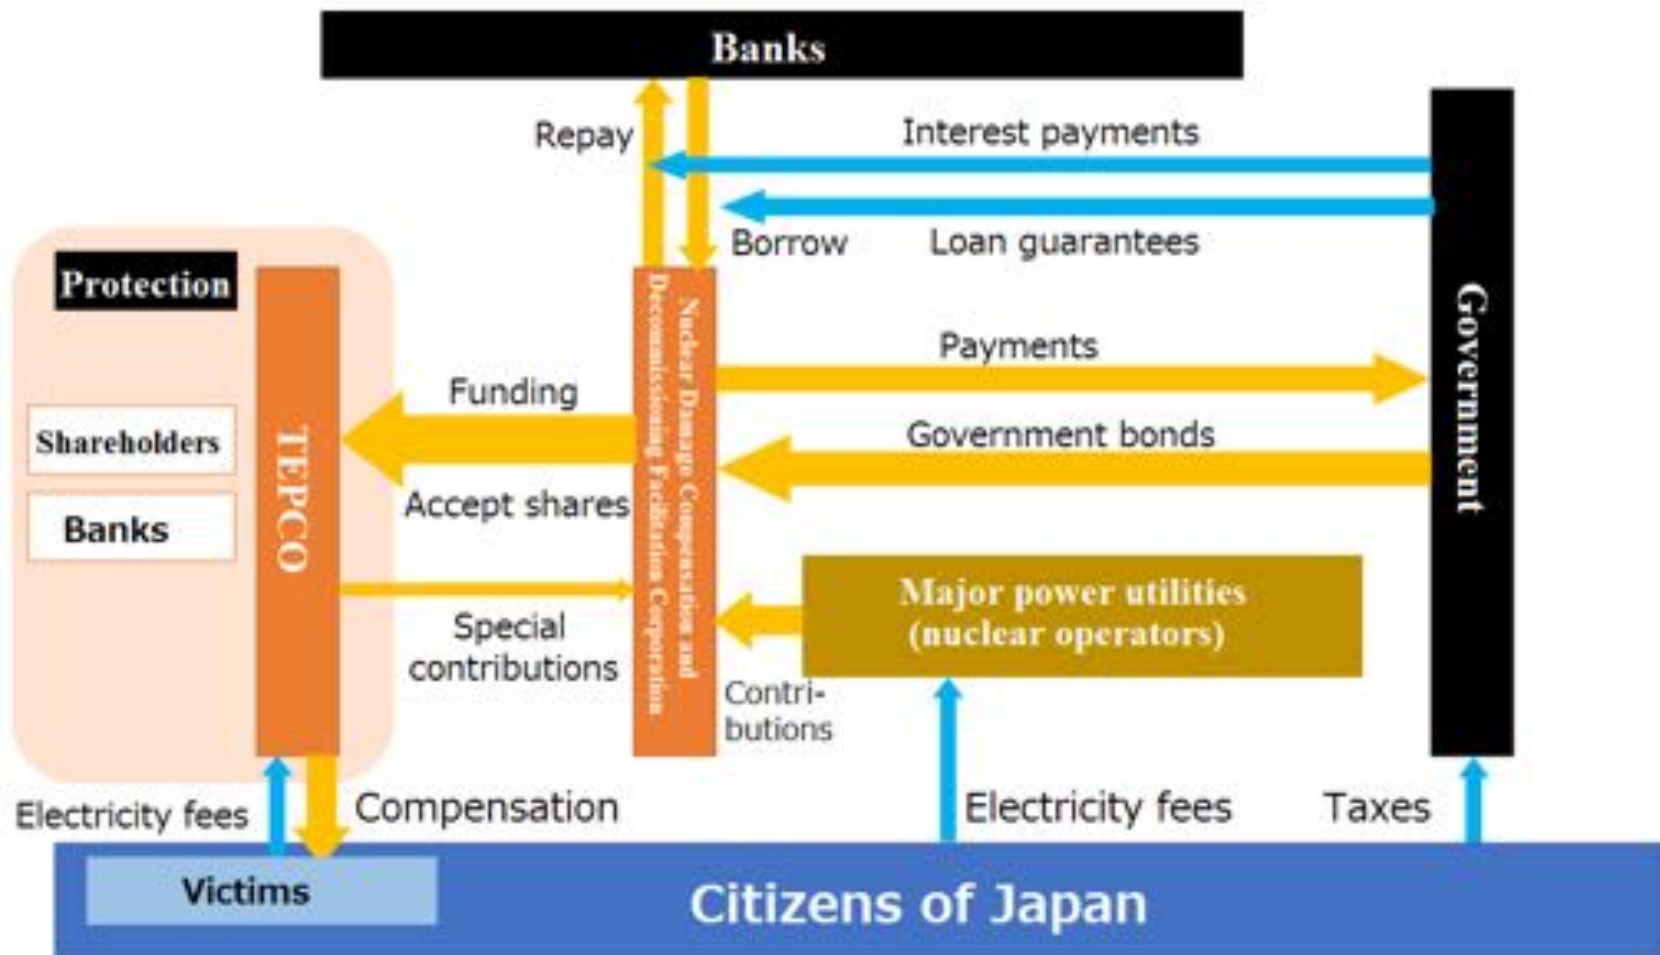 Banks
Repay
Interest payments
Borrow
Loan guarantees
Protection
Shareholders
Banks
TEPCO
Funding
Accept shares
Special
contributions
Nuclear Damage Compensation and
Decommissioning Facilitation Corporation
Payments
Government bonds
Government
Major power utilities
(nuclear operators)
Contri-
butions
Electricity fees
Compensation
Electricity fees
Taxes
Victims
Citizens of Japan